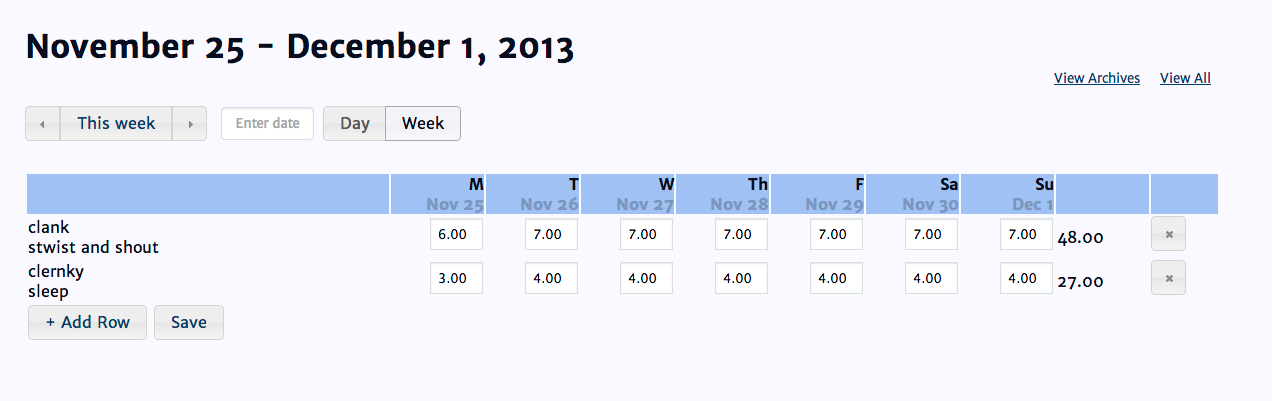 November 25 - December 1, 2013
View Archives View All
This week Enter date Day Week
M T W Th F Sa Su
Nov 25 Nov 26 Nov 27 Nov 28 Nov 29 Nov 30 Dec 1
clank
stwist and shout
6.00 7.00 7.00 7.00 7.00 7.00 7.00 48.00
clernky
sleep
3.00 4.00 4.00 4.00 4.00 4.00 4.00 27.00
+ Add Row Save